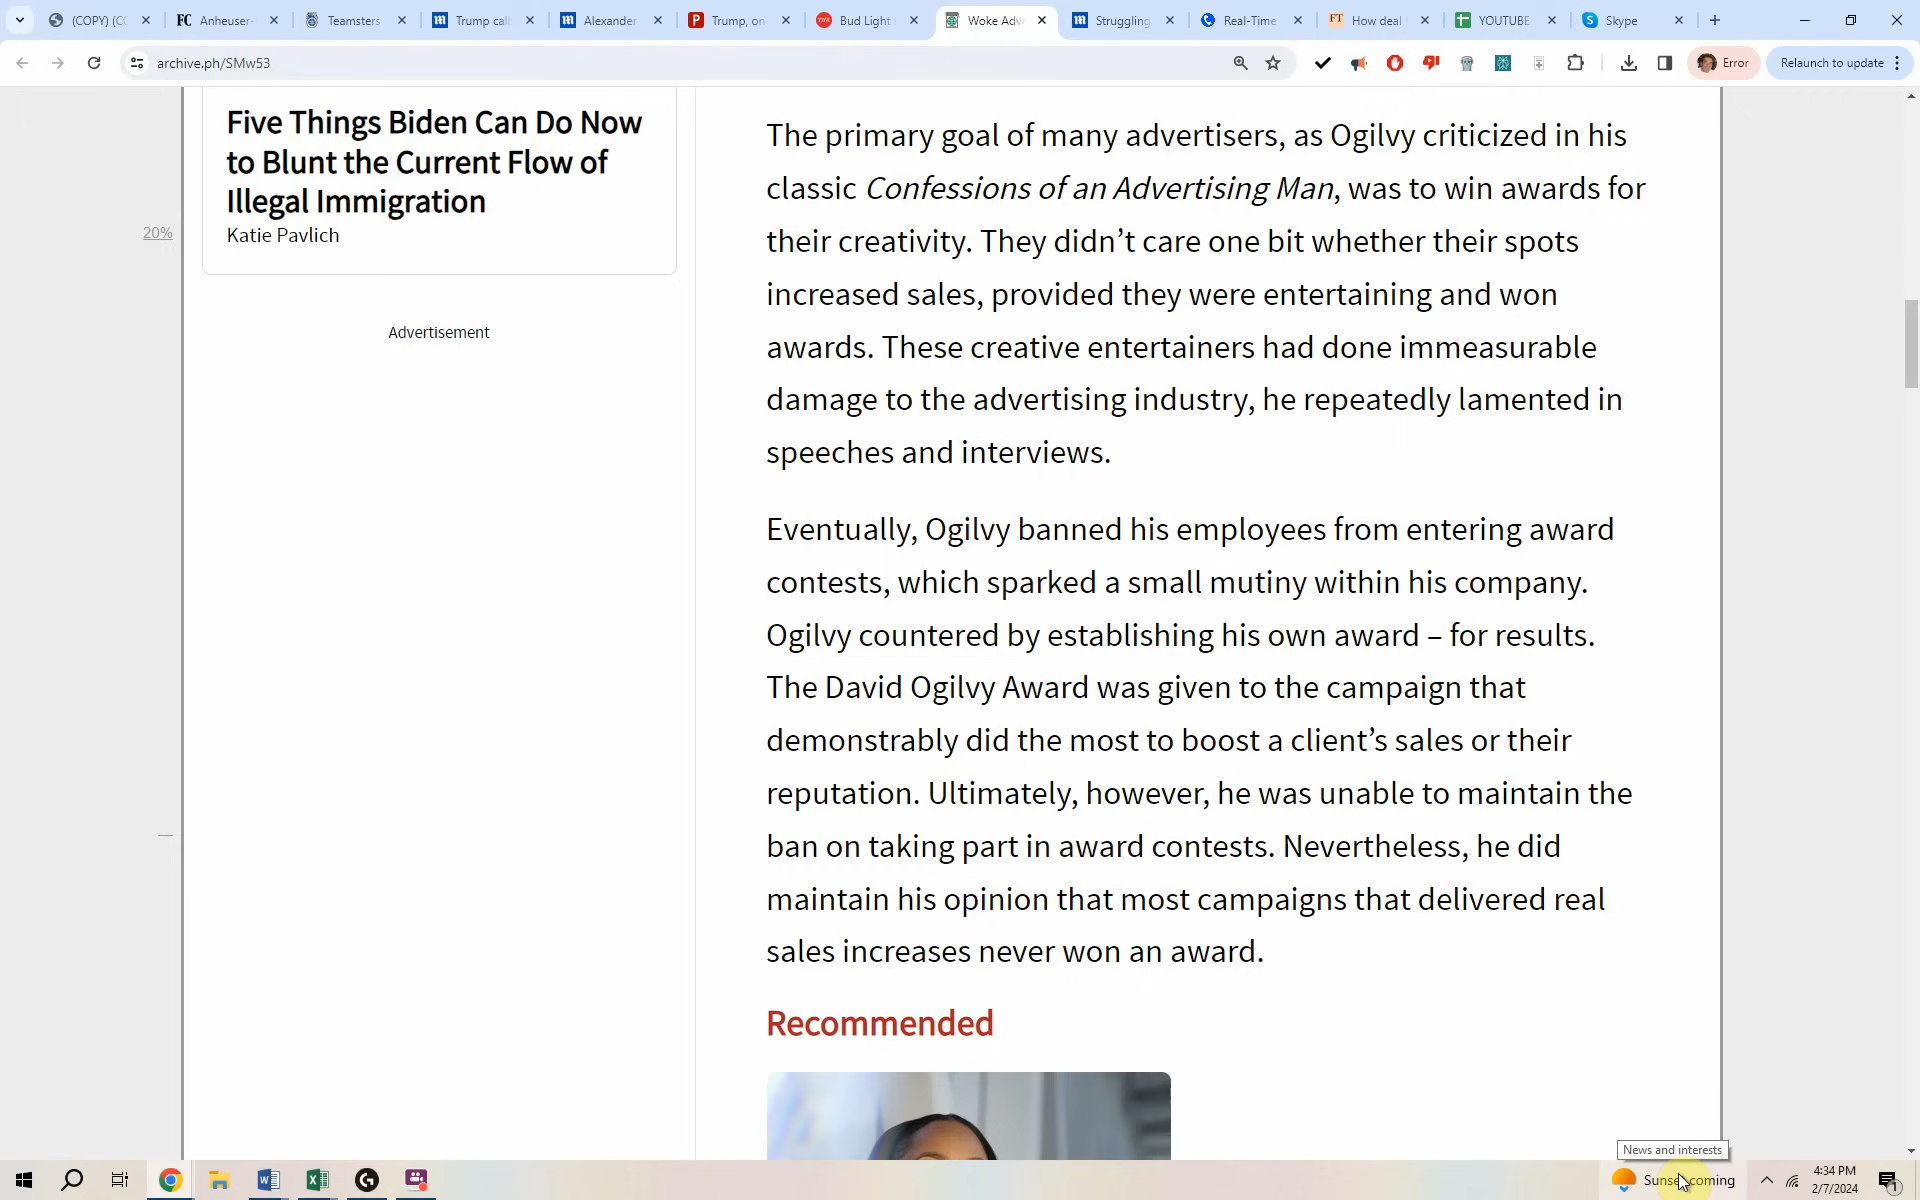 (COPY) (CC
Anheuser-
Teamsters
Trump call
Alexander
Trump, on
Bud Light
Woke Adv
Struggling
Real-Time
FT
How deal
YOUTUBE
Skype
archive.ph/SMw53
Error
Relaunch to update
Five Things Biden Can Do Now
to Blunt the Current Flow of
Illegal Immigration
Katie Pavlich
20%
Advertisement
The primary goal of many advertisers, as Ogilvy criticized in his
classic Confessions of an Advertising Man, was to win awards for
their creativity. They didn’t care one bit whether their spots
increased sales, provided they were entertaining and won
awards. These creative entertainers had done immeasurable
damage to the advertising industry, he repeatedly lamented in
speeches and interviews.
Eventually, Ogilvy banned his employees from entering award
contests, which sparked a small mutiny within his company.
Ogilvy countered by establishing his own award – for results.
The David Ogilvy Award was given to the campaign that
demonstrably did the most to boost a client’s sales or their
reputation. Ultimately, however, he was unable to maintain the
ban on taking part in award contests. Nevertheless, he did
maintain his opinion that most campaigns that delivered real
sales increases never won an award.
Recommended
News and interests
coming
4:34 PM
2/7/2024